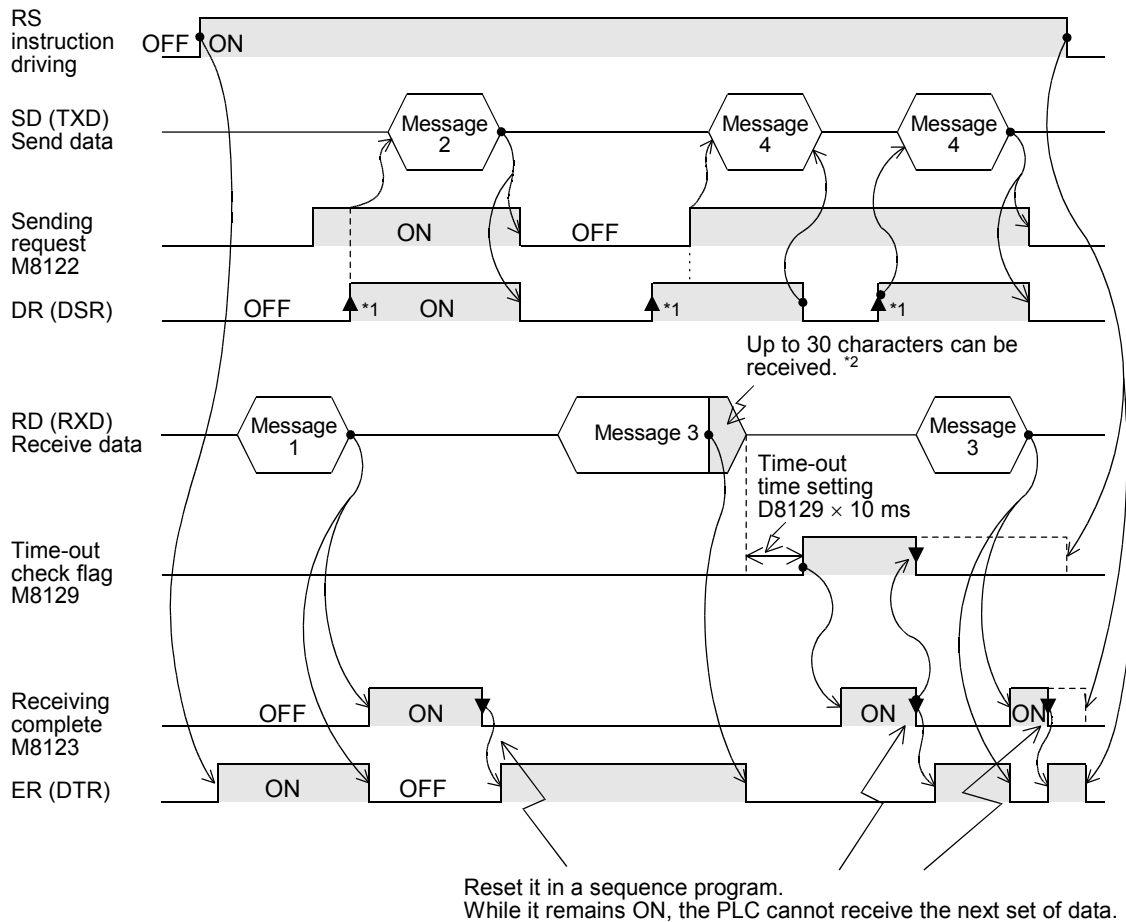 RS
instruction
driving
OFF ON
SD (TXD)
Send data
Message
2
Message
4
Message
4
Sending
request
M8122
ON
OFF
DR (DSR)
OFF
*1
ON
*1
*1
Up to 30 characters can be
received. *2
RD (RXD)
Receive data
Message
1
Message 3
Message
3
Time-out
time setting
D8129 × 10 ms
Time-out
check flag
M8129
Receiving
complete
M8123
OFF
ON
ON
ON
ER (DTR)
ON
OFF
Reset it in a sequence program.
While it remains ON, the PLC cannot receive the next set of data.